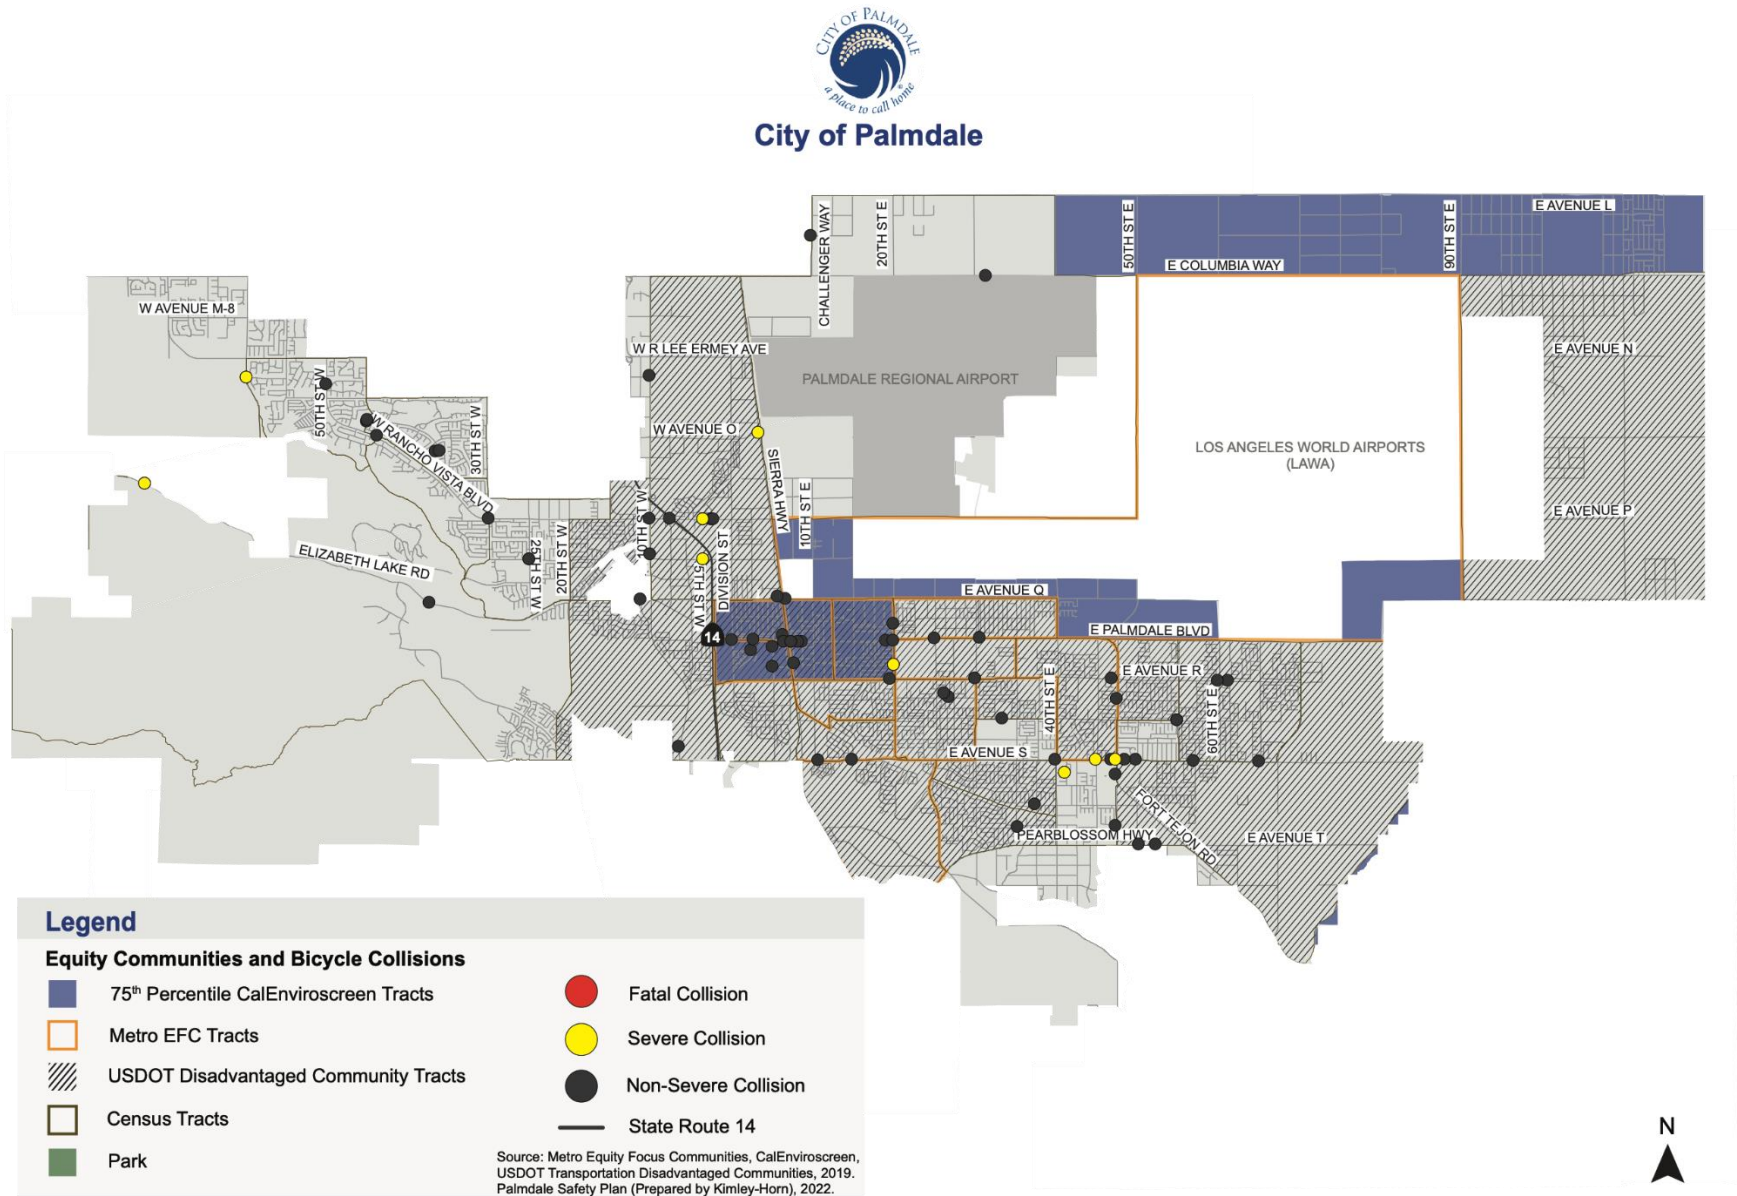 CITY OF PALMDALE
a place to call home
City of Palmdale
E AVENUE L
CHALLENGER WAY
20TH ST E
50TH ST E
90TH ST E
E COLUMBIA WAY
W AVENUE M-8
W R LEE ERMEY AVE
E AVENUE N
PALMDALE REGIONAL AIRPORT
50TH ST W
W RANCHO VISTA BLVD
30TH ST W
W AVENUE O
SIERRA HWY
LOS ANGELES WORLD AIRPORTS
(LAWA)
10TH ST W
10TH ST E
E AVENUE P
ELIZABETH LAKE RD
25TH ST W
20TH ST W
5TH ST W
DIVISION ST
E AVENUE Q
14
E PALMDALE BLVD
E AVENUE R
40TH ST E
60TH ST E
E AVENUE S
FORT TEJON RD
PEARBLOSSOM HWY
E AVENUE T
Legend
Equity Communities and Bicycle Collisions
75th Percentile CalEnviroscreen Tracts
Metro EFC Tracts
USDOT Disadvantaged Community Tracts
Census Tracts
Park
Fatal Collision
Severe Collision
Non-Severe Collision
State Route 14
Source: Metro Equity Focus Communities, CalEnviroscreen,
USDOT Transportation Disadvantaged Communities, 2019.
Palmdale Safety Plan (Prepared by Kimley-Horn), 2022.
N